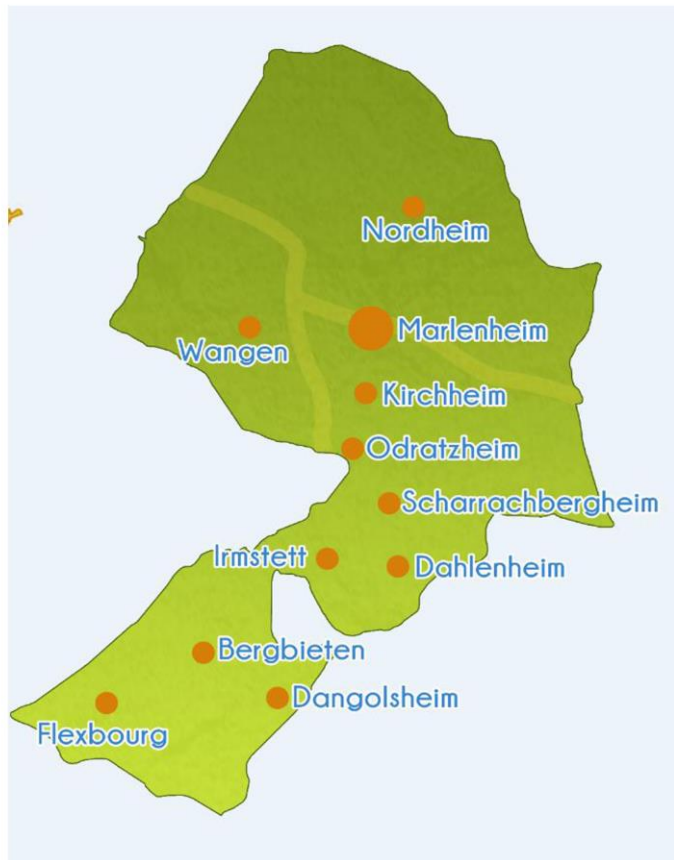 Nordheim
Marlenheim
Wangen
Kirchheim
Odratzheim
Scharrachbergheim
Irmstett
Dahlenheim
Bergbieten
Dangolsheim
Flexbourg